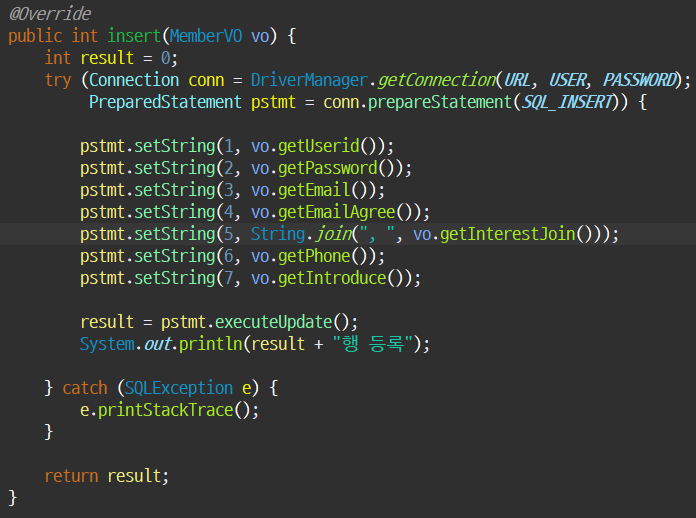 @Override
public int insert(MemberVO vo) {
    int result = 0;
    try (Connection conn = DriverManager.getConnection(URL, USER, PASSWORD);
         PreparedStatement pstmt = conn.prepareStatement(SQL_INSERT)) {
        pstmt.setString(1, vo.getUserid());
        pstmt.setString(2, vo.getPassword());
        pstmt.setString(3, vo.getEmail());
        pstmt.setString(4, vo.getEmailAgree());
        pstmt.setString(5, String.join(", ", vo.getInterestJoin()));
        pstmt.setString(6, vo.getPhone());
        pstmt.setString(7, vo.getIntroduce());
        result = pstmt.executeUpdate();
        System.out.println(result + "행 등록");
    } catch (SQLException e) {
        e.printStackTrace();
    }
    return result;
}